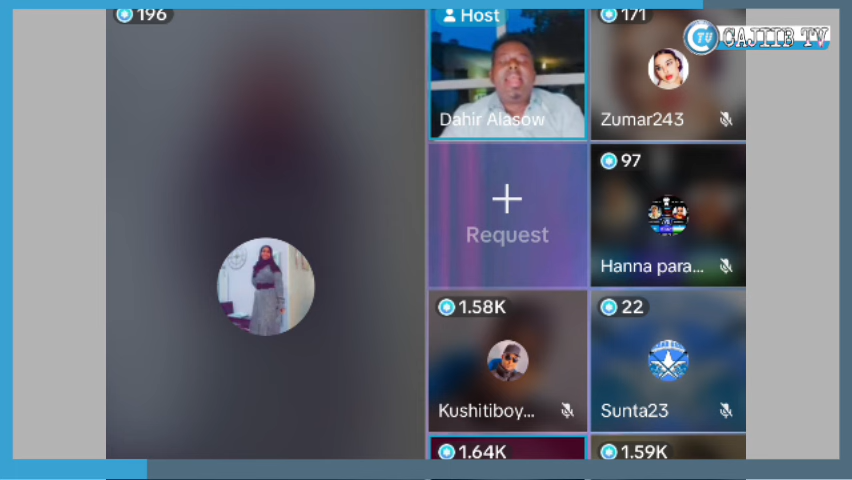 196
Host
171
CAJIIB TV
Dahir Alasow
Zumar243
97
Request
Hanna para...
1.58K
22
Kushitiboy...
Sunta23
1.64K
1.59K